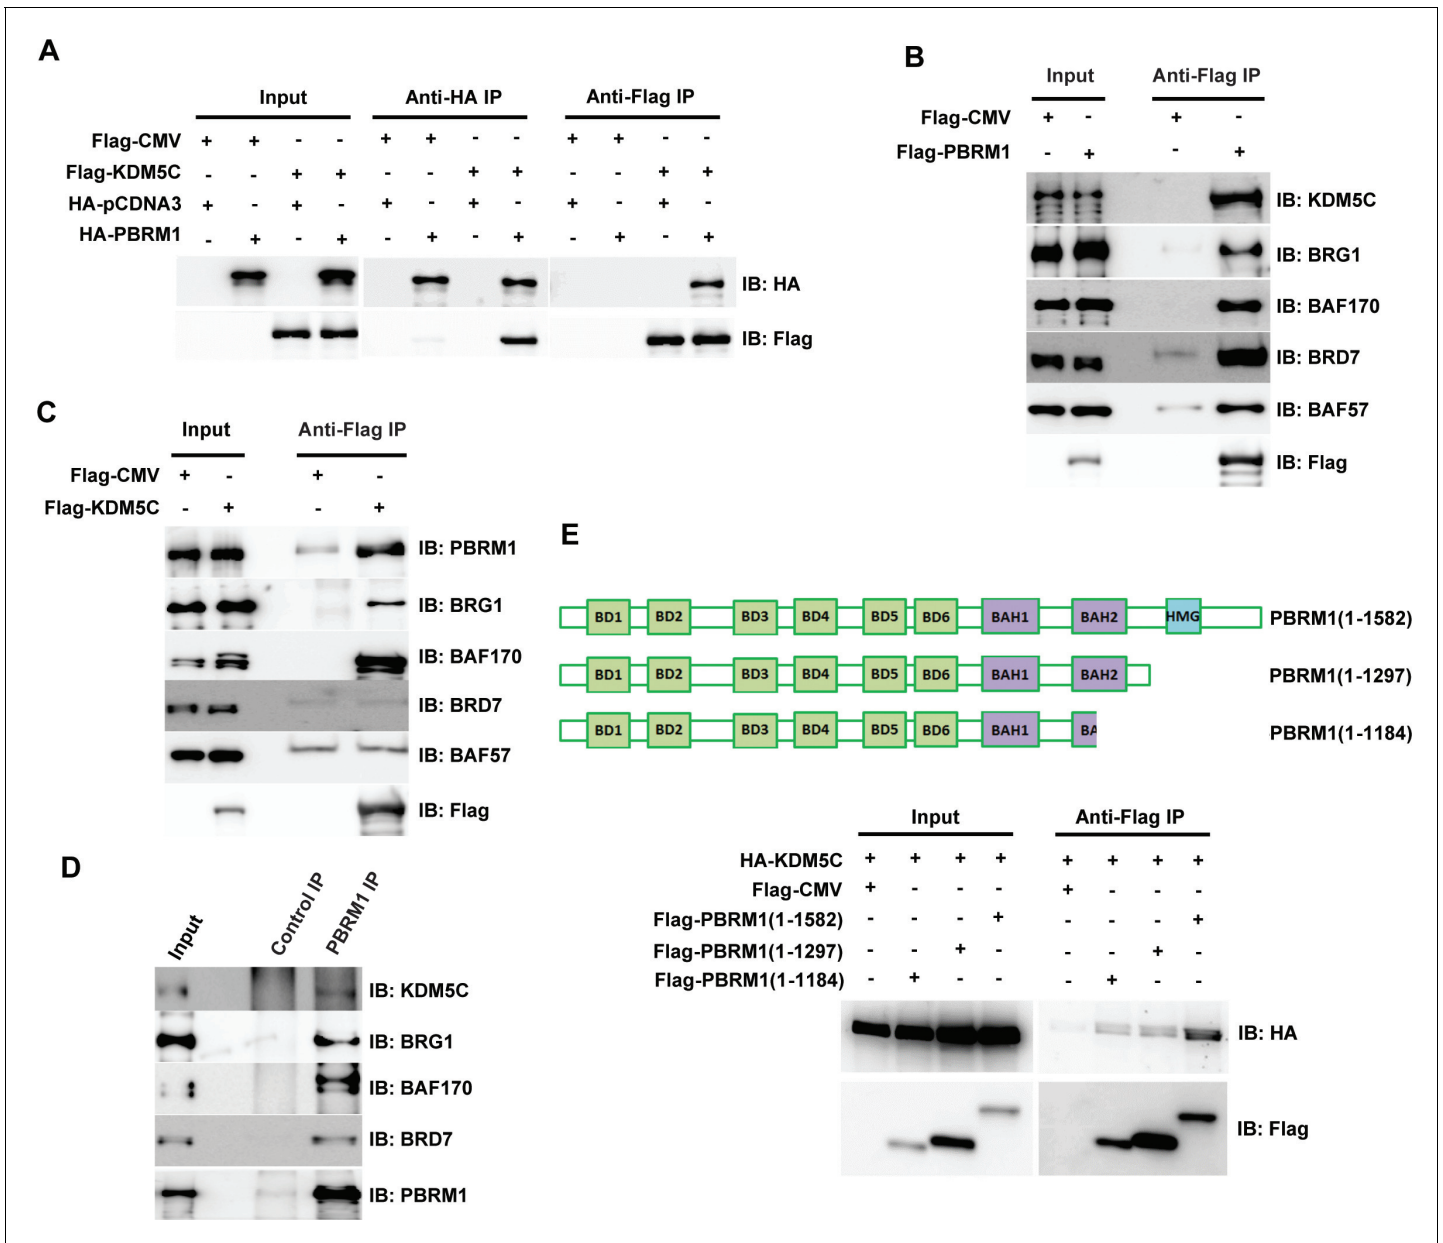 A
Input Anti-HA IP Anti-Flag IP
Flag-CMV + + - - + + - - + + - -
Flag-KDM5C - - + + - - + + - - + +
HA-pCDNA3 + - + - + - + - + - + -
HA-PBRM1 - + - + - + - + - + - +
IB: HA
IB: Flag
B
Input Anti-Flag IP
Flag-CMV + - + -
Flag-PBRM1 - + - +
IB: KDM5C
IB: BRG1
IB: BAF170
IB: BRD7
IB: BAF57
IB: Flag
C
Input Anti-Flag IP
Flag-CMV + - + -
Flag-KDM5C - + - +
IB: PBRM1
IB: BRG1
IB: BAF170
IB: BRD7
IB: BAF57
IB: Flag
D
Input Control IP PBRM1 IP
IB: KDM5C
IB: BRG1
IB: BAF170
IB: BRD7
IB: PBRM1
E
BD1 BD2 BD3 BD4 BD5 BD6 BAH1 BAH2 HMG PBRM1(1-1582)
BD1 BD2 BD3 BD4 BD5 BD6 BAH1 BAH2 PBRM1(1-1297)
BD1 BD2 BD3 BD4 BD5 BD6 BAH1 BA PBRM1(1-1184)
Input Anti-Flag IP
HA-KDM5C + + + + + + + +
Flag-CMV + - - - + - - -
Flag-PBRM1(1-1582) - - - + - - - +
Flag-PBRM1(1-1297) - - + - - - + -
Flag-PBRM1(1-1184) - + - - - + - -
IB: HA
IB: Flag